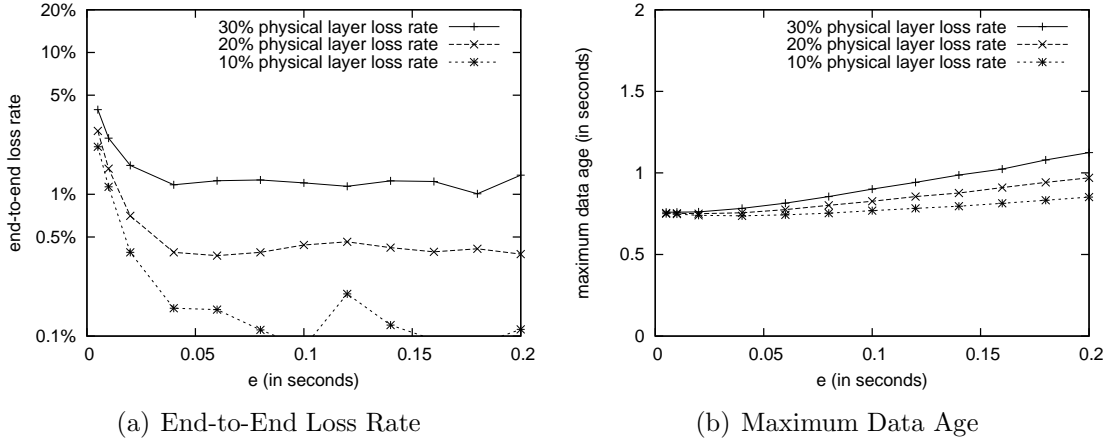 20%
10%
5%
1%
0.5%
0.1%
0
0.05
0.1
0.15
0.2
end-to-end loss rate
e (in seconds)
30% physical layer loss rate
20% physical layer loss rate
10% physical layer loss rate
(a) End-to-End Loss Rate
2
1.5
1
0.5
0
0
0.05
0.1
0.15
0.2
maximum data age (in seconds)
e (in seconds)
30% physical layer loss rate
20% physical layer loss rate
10% physical layer loss rate
(b) Maximum Data Age